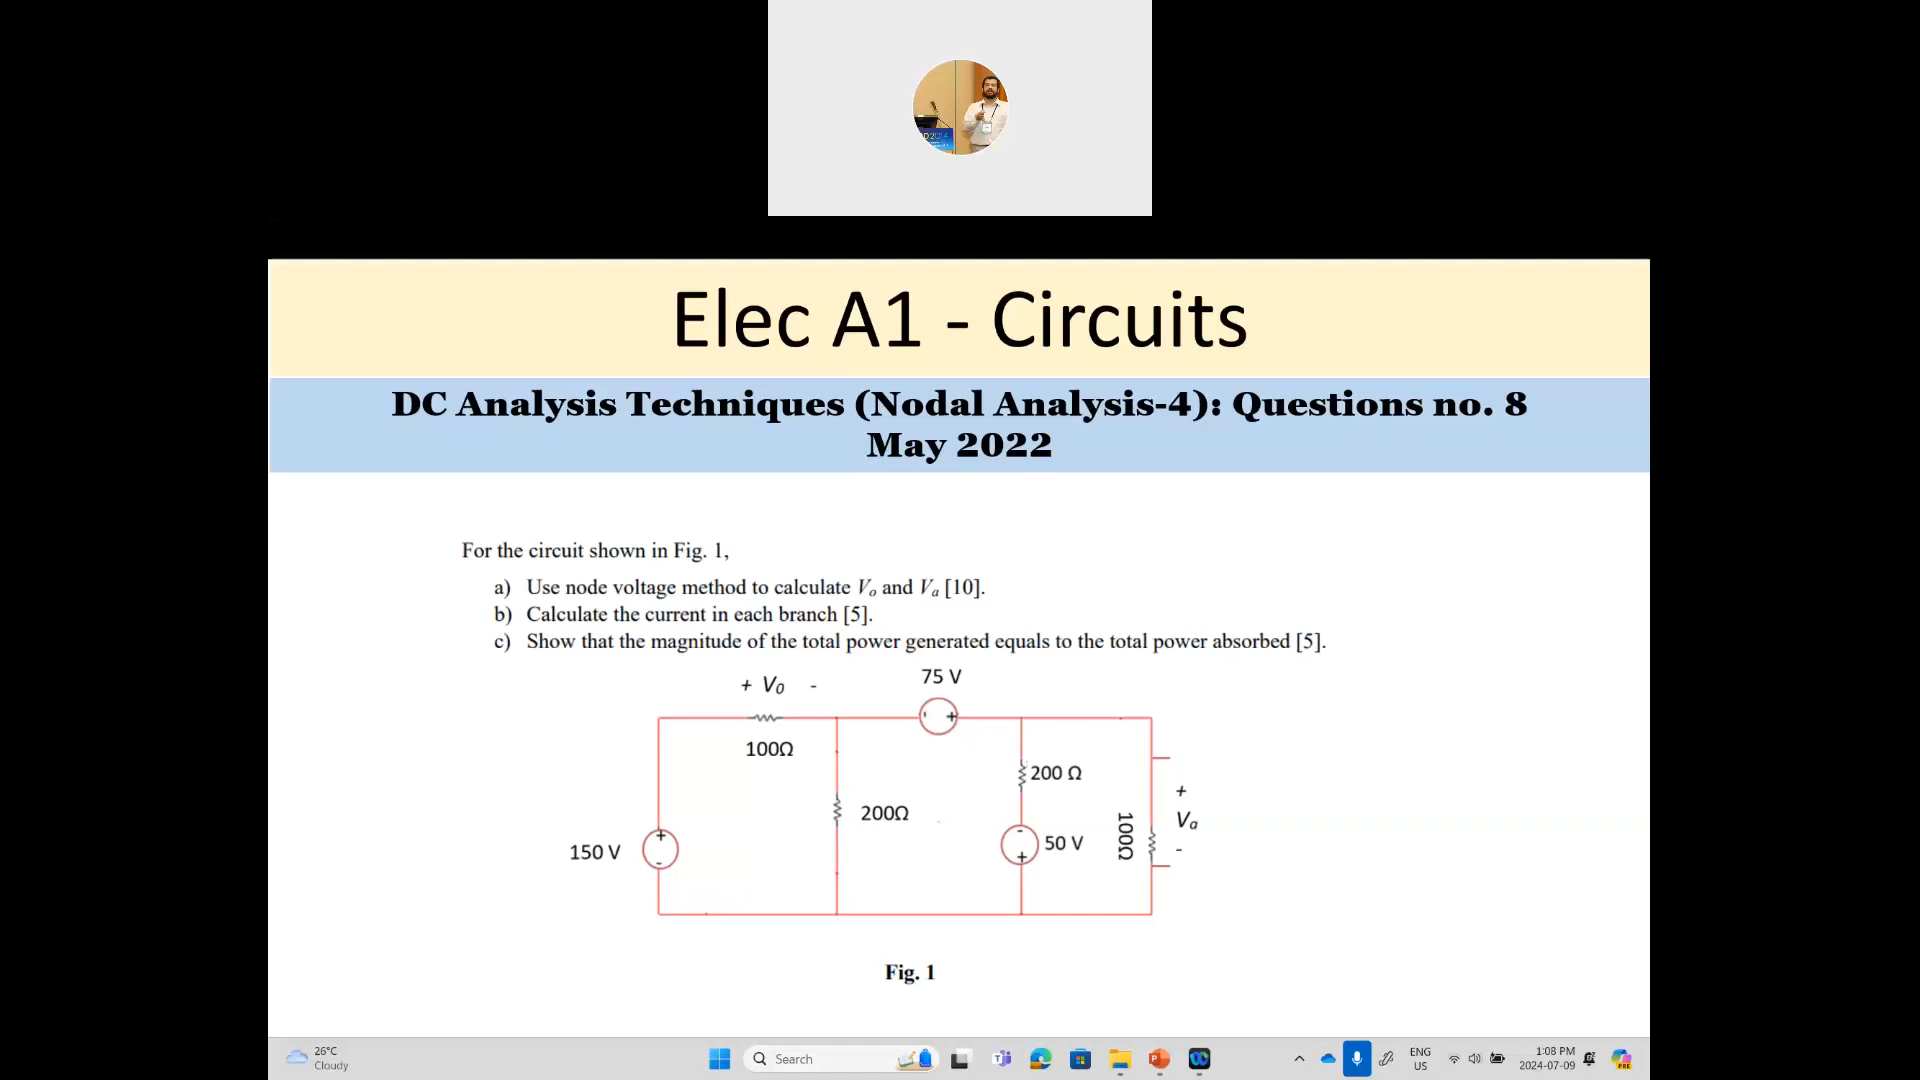 Elec A1 - Circuits
DC Analysis Techniques (Nodal Analysis-4): Questions no. 8
May 2022
For the circuit shown in Fig. 1,
a) Use node voltage method to calculate Vₒ and Vₐ [10].
b) Calculate the current in each branch [5].
c) Show that the magnitude of the total power generated equals to the total power absorbed [5].
+ V₀ -
75 V
- +
100Ω
200 Ω
200Ω
+
Vₐ
-
100Ω
150 V
+
-
-
+
50 V
Fig. 1
26°C
Cloudy
Search
ENG
US
1:08 PM
2024-07-09
PRE